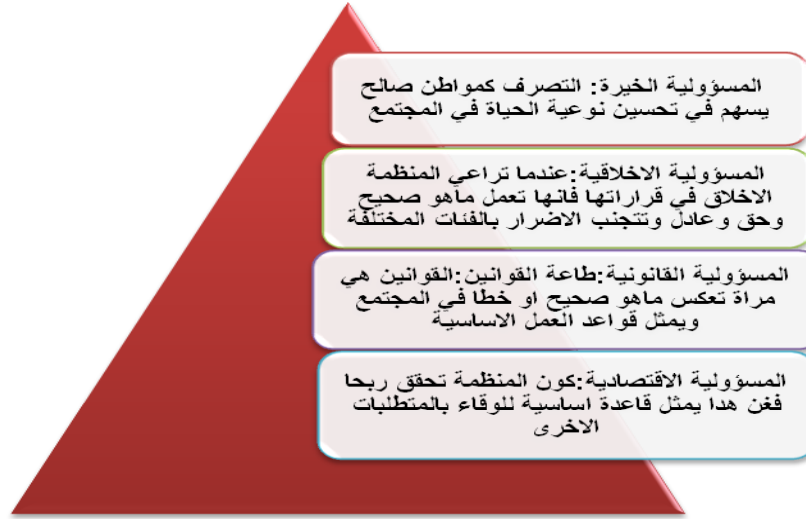 المسؤولية الخيرة: التصرف كمواطن صالح
يسهم في تحسين نوعية الحياة في المجتمع
المسؤولية الاخلاقية:عندما تراعي المنظمة
الاخلاق في قراراتها فانها تعمل ماهو صحيح
وحق وعادل وتتجنب الاضرار بالفئات المختلفة
المسؤولية القانونية:طاعة القوانين:القوانين هي
مراة تعكس ماهو صحيح او خطا في المجتمع
ويمثل قواعد العمل الاساسية
المسؤولية الاقتصادية:كون المنظمة تحقق ربحا
فغن هدا يمثل قاعدة اساسية للوقاء بالمتطلبات
الاخرى